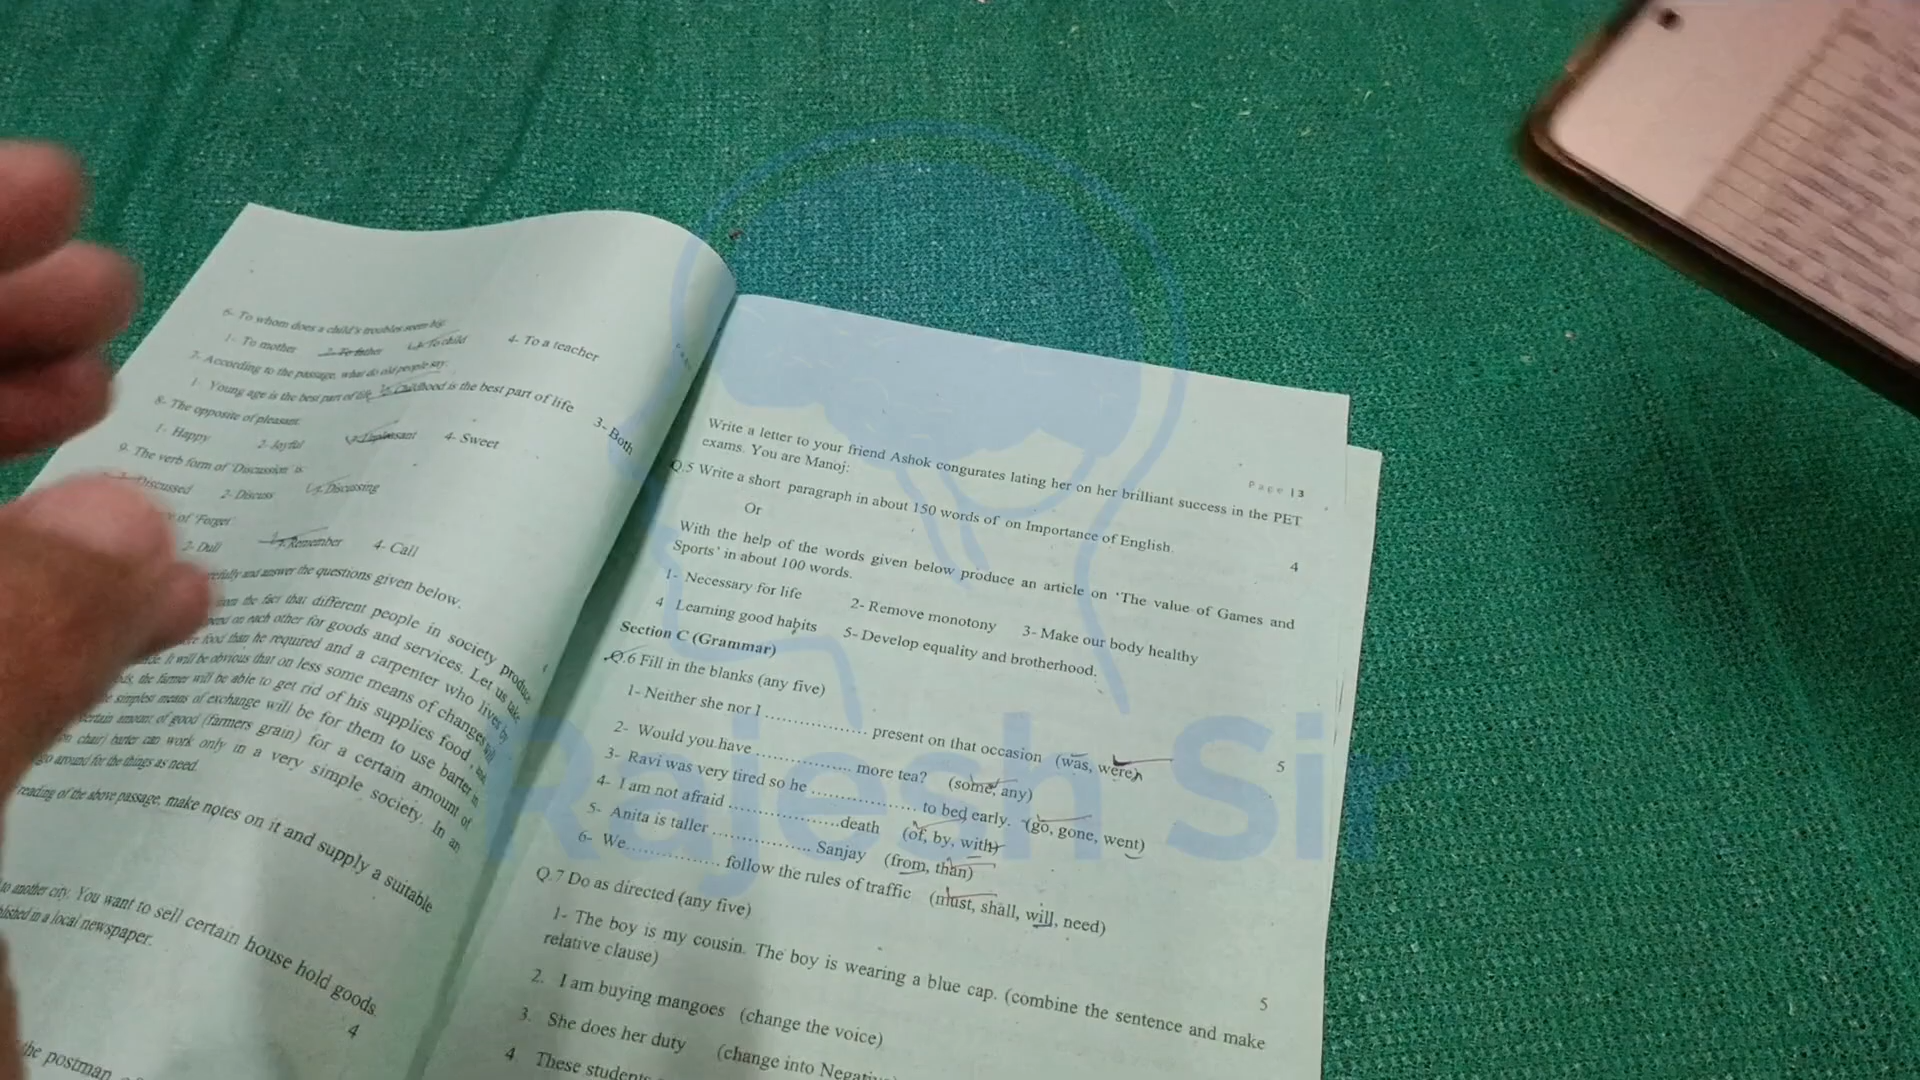 6- To whom does a child's troubles seem big
1- To mother 2- To father 3- To child 4- To a teacher
7- According to the passage, what do old people say:
1- Young age is the best part of life 2- Childhood is the best part of life 3- Both
8- The opposite of pleasant.
1- Happy 2- Joyful 3- Unpleasant 4- Sweet
9. The verb form of 'Discussion' is
Discussed 2- Discuss 3- Discussing
of 'Forget'
2- Dull 3- Remember 4- Call
and answer the questions given below.
from the fact that different people in society produce
on each other for goods and services. Let us take
food than he required and a carpenter who lives by
It will be obvious that on less some means of changes will
the farmer will be able to get rid of his supplies food and
simplest means of exchange will be for them to use barter in
certain amount of good (farmers grain) for a certain amount of
chair) barter can work only in a very simple society. In an
go around for the things as need.
reading of the above passage, make notes on it and supply a suitable
4
to another city. You want to sell certain house hold goods.
in a local newspaper.
4
the postman
Page | 3
Write a letter to your friend Ashok congurates lating her on her brilliant success in the PET
exams. You are Manoj:
Q.5 Write a short paragraph in about 150 words of on Importance of English.
4
Or
With the help of the words given below produce an article on 'The value of Games and
Sports' in about 100 words.
1- Necessary for life 2- Remove monotony 3- Make our body healthy
4 Learning good habits 5- Develop equality and brotherhood.
Section C (Grammar)
Q.6 Fill in the blanks (any five)
5
1- Neither she nor I ................ present on that occasion (was, were)
2- Would you have ............... more tea? (some, any)
3- Ravi was very tired so he ................ to bed early. (go, gone, went)
4- I am not afraid .................death (of, by, with)
5- Anita is taller ............... Sanjay (from, than)
6- We............... follow the rules of traffic (must, shall, will, need)
Q.7 Do as directed (any five)
5
1- The boy is my cousin. The boy is wearing a blue cap. (combine the sentence and make
relative clause)
2. I am buying mangoes (change the voice)
3. She does her duty (change into
4 These
Rajesh Sir